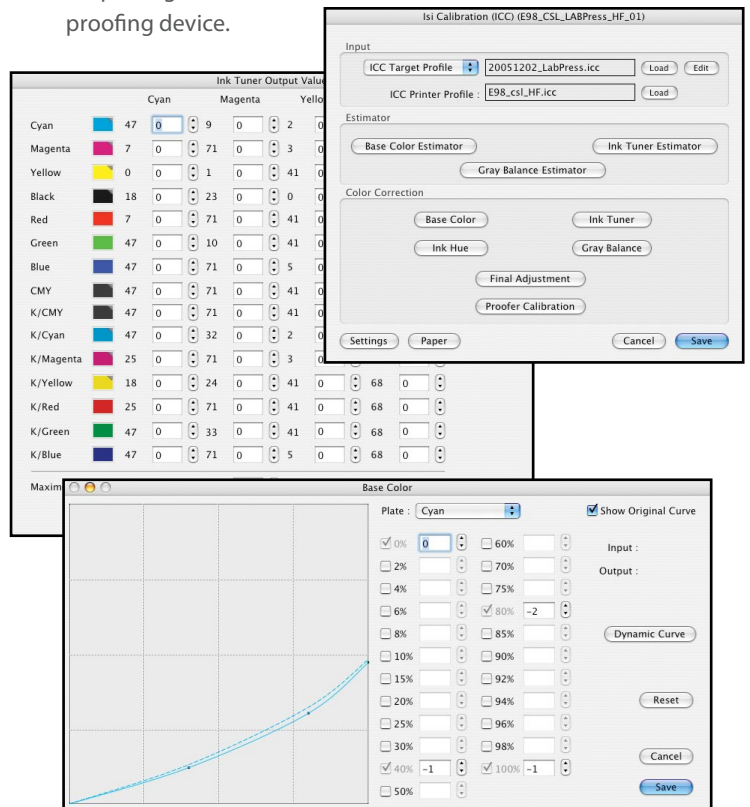 proofing device.
Isi Calibration (ICC) (E98_CSL_LABPress_HF_01)
Input
ICC Target Profile 20051202_LabPress.icc Load Edit
ICC Printer Profile : E98_csl_HF.icc Load
Estimator
Base Color Estimator Ink Tuner Estimator
Gray Balance Estimator
Color Correction
Base Color Ink Tuner
Ink Hue Gray Balance
Final Adjustment
Proofer Calibration
Settings Paper Cancel Save
Ink Tuner Output
Cyan Magenta
Cyan 47 0 9 0 2 0
Magenta 7 0 71 0 3 0
Yellow 0 0 1 0 41 0
Black 18 0 23 0 0 0
Red 7 0 71 0 41 0
Green 47 0 10 0 41 0
Blue 47 0 71 0 5 0
CMY 47 0 71 0 41 0
K/CMY 47 0 71 0 41 0
K/Cyan 47 0 32 0 2 0
K/Magenta 25 0 71 0 3
K/Yellow 18 0 24 0 41 0 68 0
K/Red 25 0 71 0 41 0 68 0
K/Green 47 0 33 0 41 0 68 0
K/Blue 47 0 71 0 5 0 68 0
Base Color
Plate : Cyan Show Original Curve
0% 0 60% Input :
2% 70% Output :
4% 75%
6% 80% -2
8% 85% Dynamic Curve
10% 90%
15% 92%
20% 94% Reset
25% 96%
30% 98%
40% -1 100% -1 Cancel
50% Save